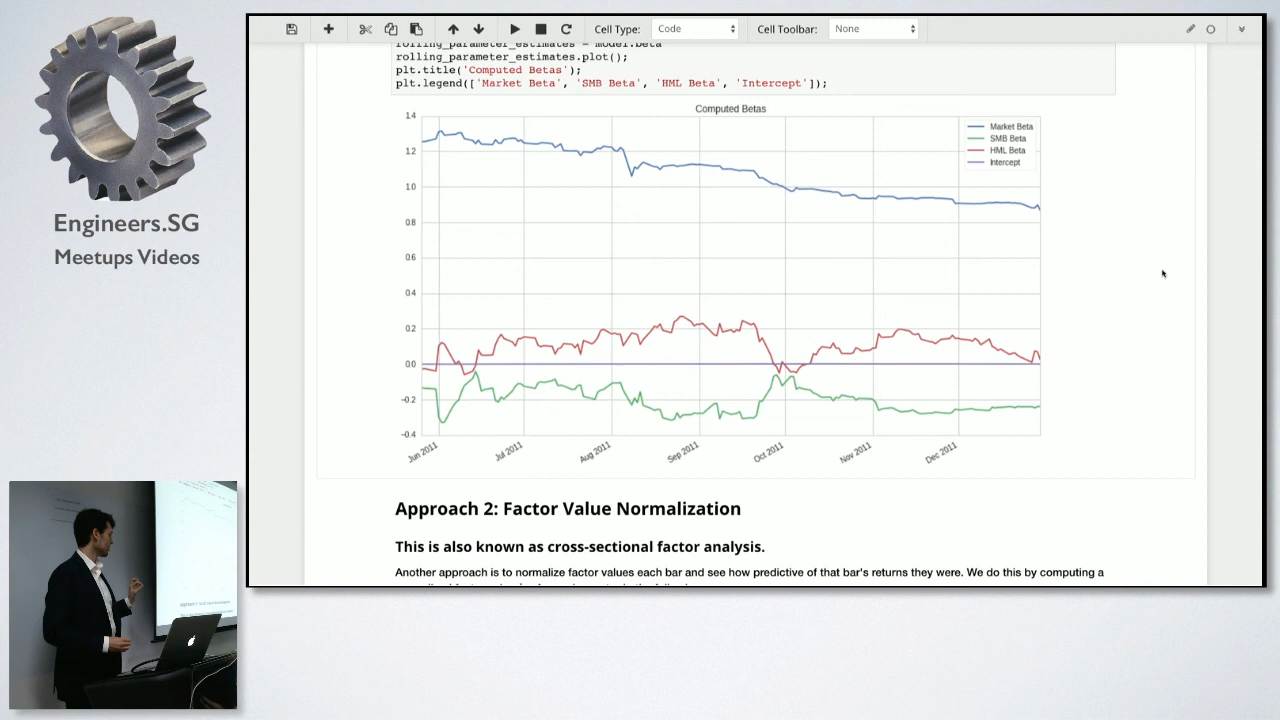 Engineers.SG
Meetups Videos
Cell Type:
Code
Cell Toolbar:
None
rolling_parameter_estimates = model.beta
rolling_parameter_estimates.plot();
plt.title('Computed Betas');
plt.legend(['Market Beta', 'SMB Beta', 'HML Beta', 'Intercept']);
Computed Betas
1.4
1.2
1.0
0.8
0.6
0.4
0.2
0.0
-0.2
-0.4
Market Beta
SMB Beta
HML Beta
Intercept
Jun 2011
Jul 2011
Aug 2011
Sep 2011
Oct 2011
Nov 2011
Dec 2011
Approach 2: Factor Value Normalization
This is also known as cross-sectional factor analysis.
Another approach is to normalize factor values each bar and see how predictive of that bar's returns they were. We do this by computing a